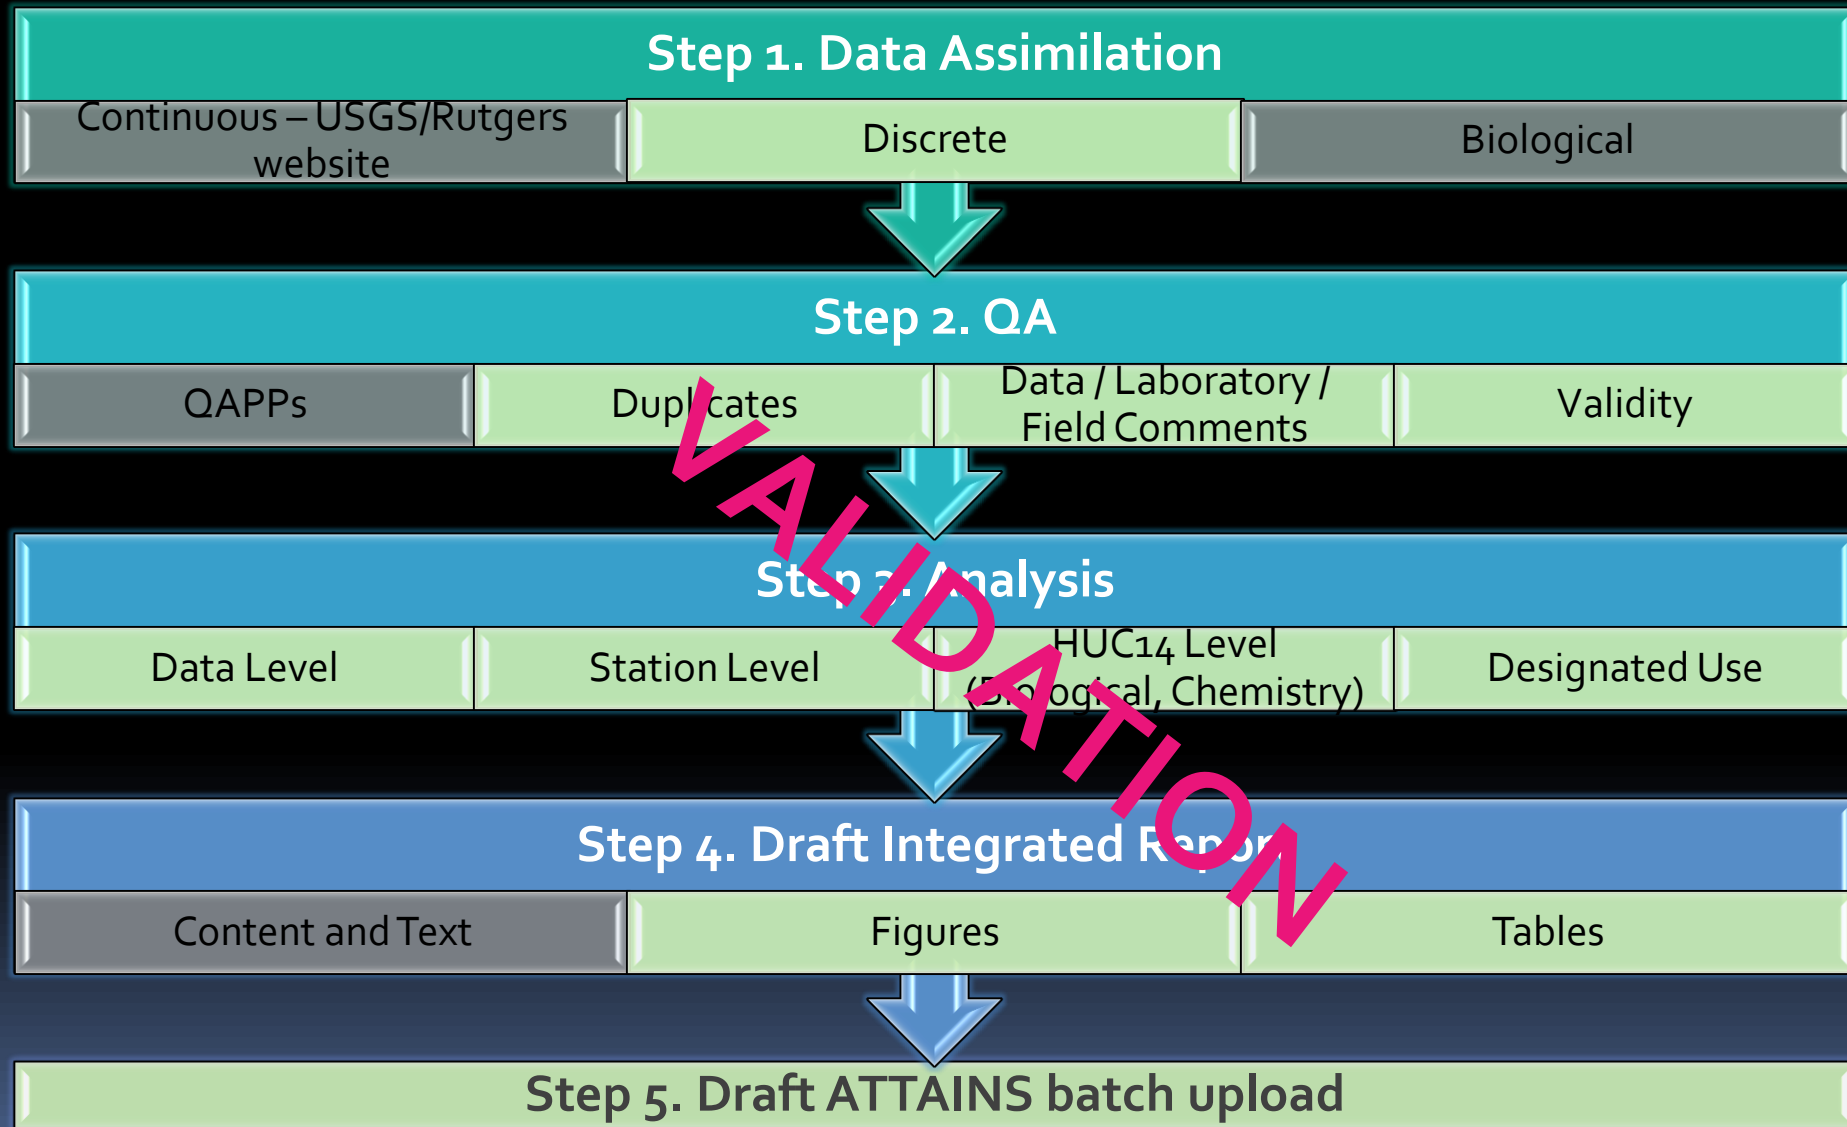 Step 1. Data Assimilation
Continuous – USGS/Rutgers
website
Discrete
Biological
Step 2. QA
QAPPs
Duplicates
Data / Laboratory /
Field Comments
Validity
Step 3. Analysis
Data Level
Station Level
HUC14 Level
(Biological, Chemistry)
Designated Use
Step 4. Draft Integrated Report
Content and Text
Figures
Tables
Step 5. Draft ATTAINS batch upload
VALIDATION